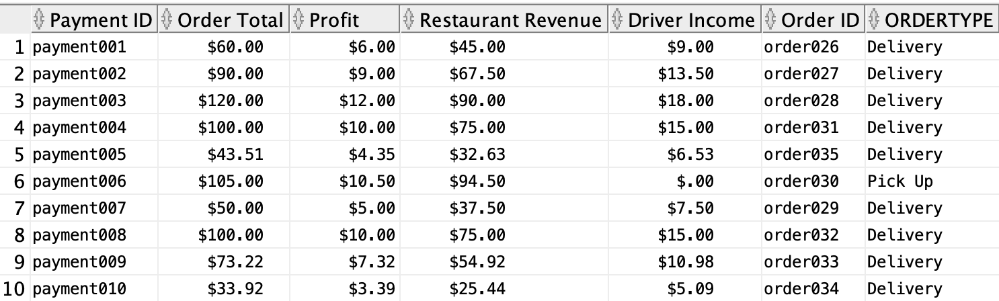 Payment ID Order Total Profit Restaurant Revenue Driver Income Order ID ORDERTYPE
1 payment001 $60.00 $6.00 $45.00 $9.00 order026 Delivery
2 payment002 $90.00 $9.00 $67.50 $13.50 order027 Delivery
3 payment003 $120.00 $12.00 $90.00 $18.00 order028 Delivery
4 payment004 $100.00 $10.00 $75.00 $15.00 order031 Delivery
5 payment005 $43.51 $4.35 $32.63 $6.53 order035 Delivery
6 payment006 $105.00 $10.50 $94.50 $.00 order030 Pick Up
7 payment007 $50.00 $5.00 $37.50 $7.50 order029 Delivery
8 payment008 $100.00 $10.00 $75.00 $15.00 order032 Delivery
9 payment009 $73.22 $7.32 $54.92 $10.98 order033 Delivery
10 payment010 $33.92 $3.39 $25.44 $5.09 order034 Delivery